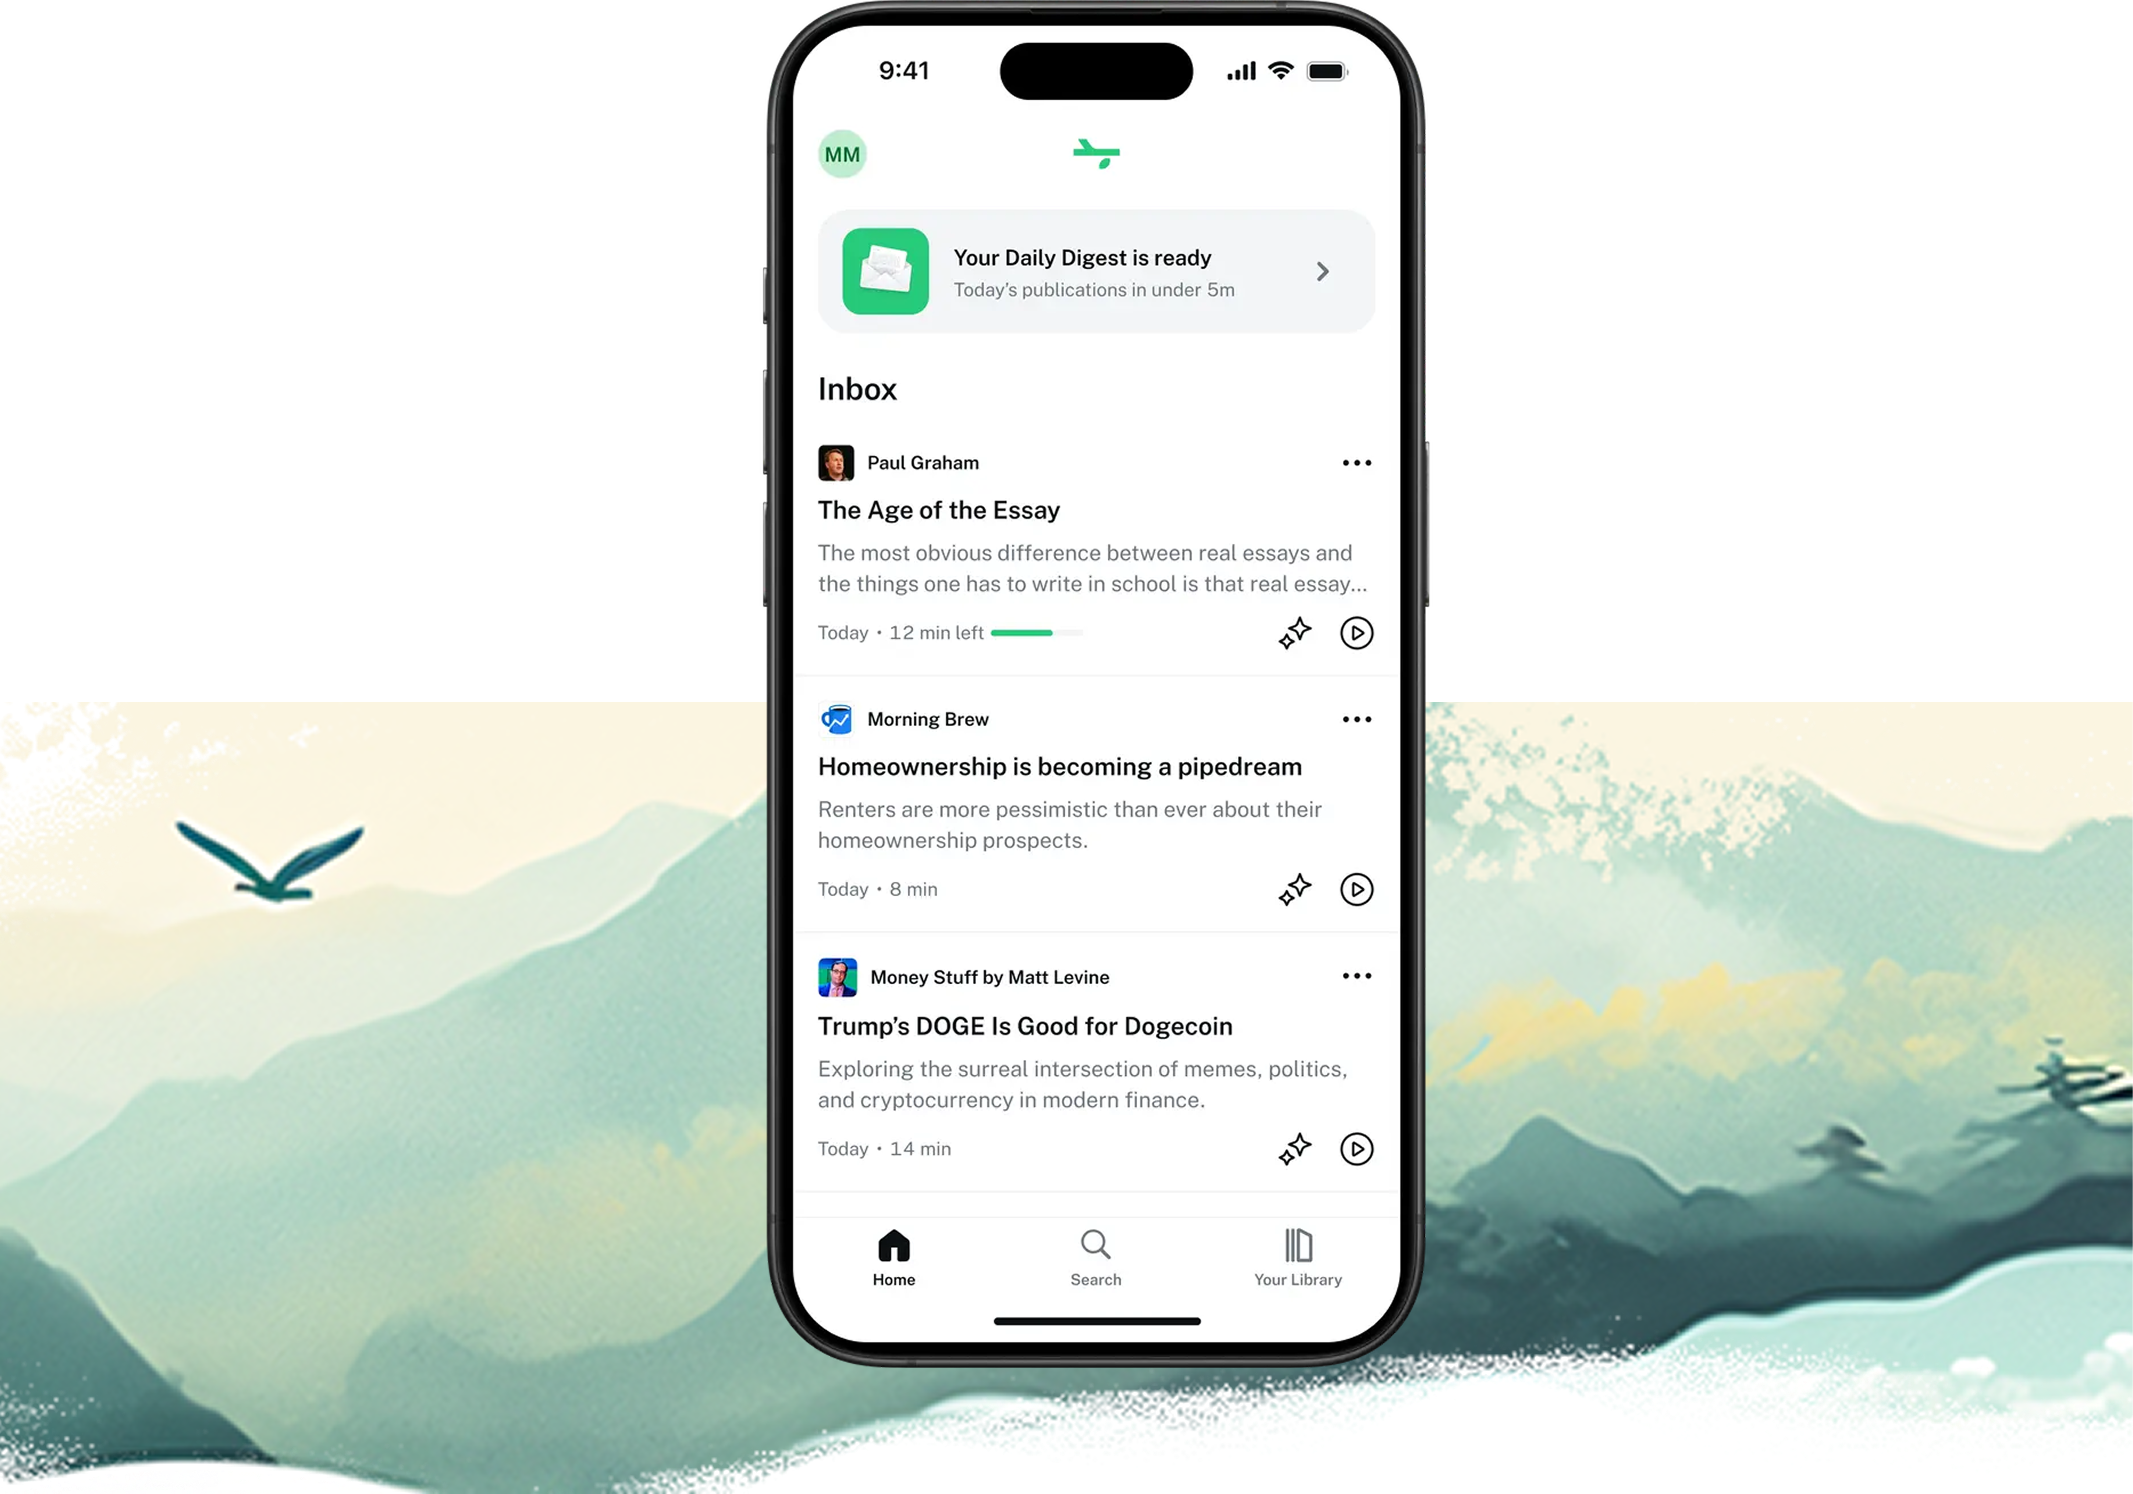 9:41
MM
Your Daily Digest is ready
Today's publications in under 5m
Inbox
Paul Graham
The Age of the Essay
The most obvious difference between real essays and
the things one has to write in school is that real essay...
Today • 12 min left
Morning Brew
Homeownership is becoming a pipedream
Renters are more pessimistic than ever about their
homeownership prospects.
Today • 8 min
Money Stuff by Matt Levine
Trump’s DOGE Is Good for Dogecoin
Exploring the surreal intersection of memes, politics,
and cryptocurrency in modern finance.
Today • 14 min
Home
Search
Your Library